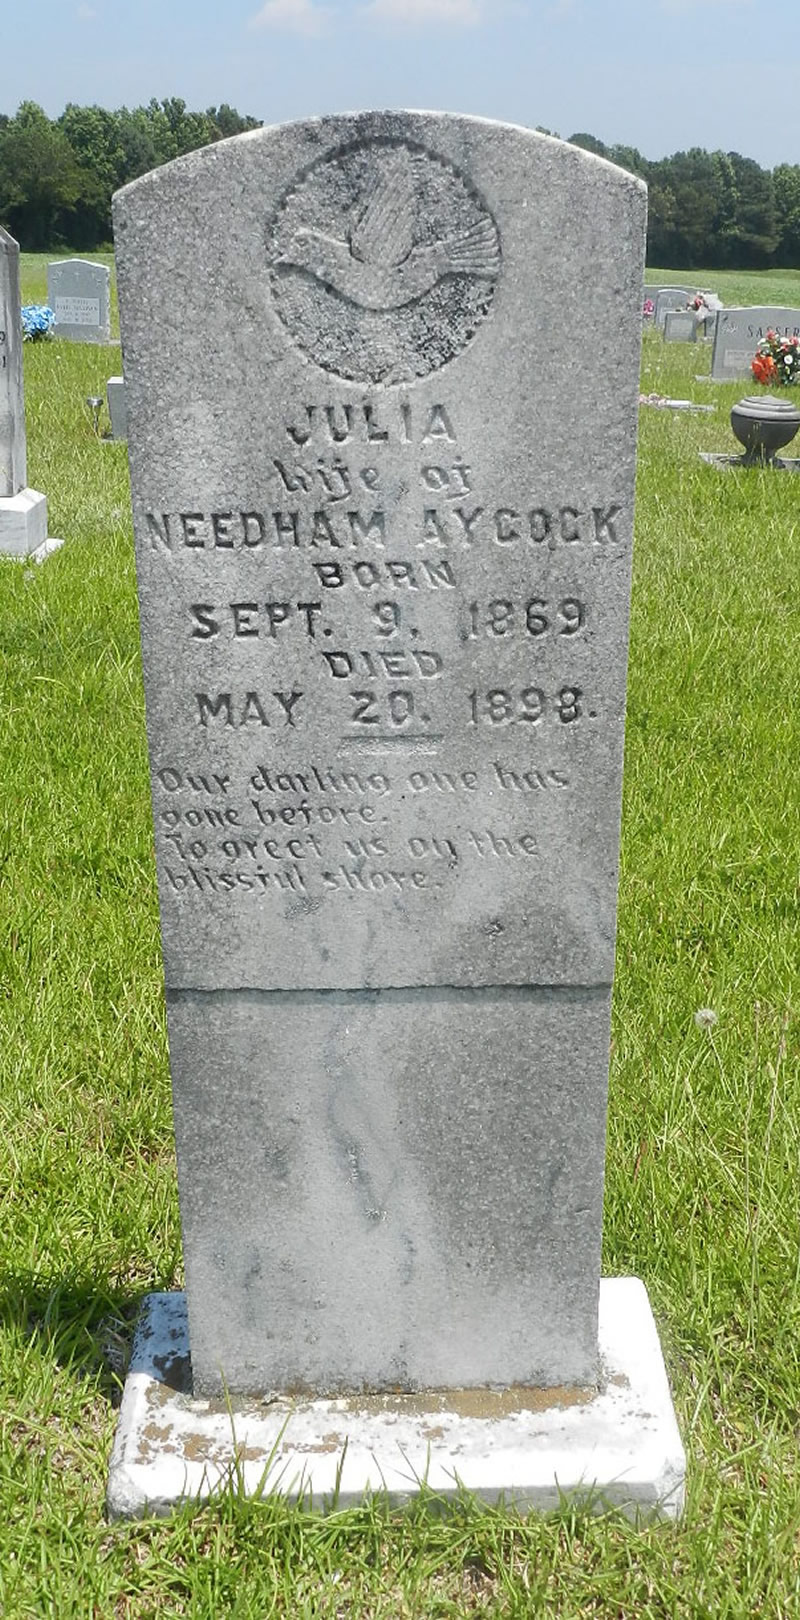 JULIA
wife of
NEEDHAM AYCOCK
BORN
SEPT. 9. 1869
DIED
MAY 20. 1898.
Our darling one has
gone before.
To greet us on the
blissful shore.
SASSER